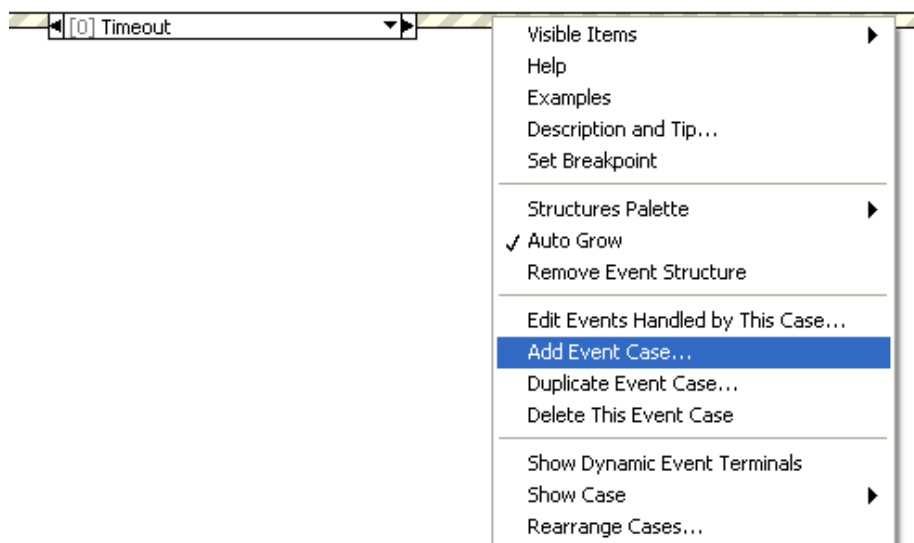 [0] Timeout
Visible Items
Help
Examples
Description and Tip...
Set Breakpoint
Structures Palette
Auto Grow
Remove Event Structure
Edit Events Handled by This Case...
Add Event Case...
Duplicate Event Case...
Delete This Event Case
Show Dynamic Event Terminals
Show Case
Rearrange Cases...